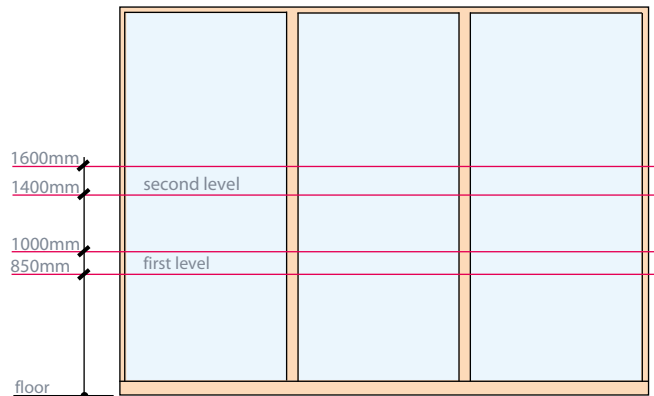 1600mm
1400mm second level
1000mm
850mm first level
floor